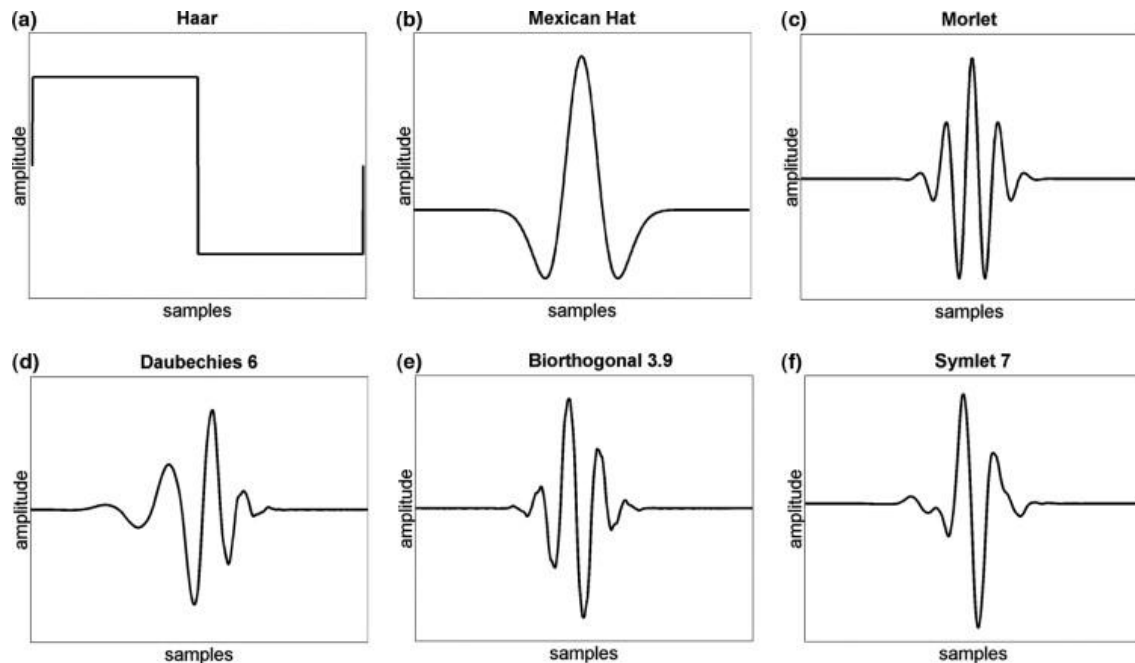 (a) Haar
amplitude
samples
(b) Mexican Hat
amplitude
samples
(c) Morlet
amplitude
samples
(d) Daubechies 6
amplitude
samples
(e) Biorthogonal 3.9
amplitude
samples
(f) Symlet 7
amplitude
samples